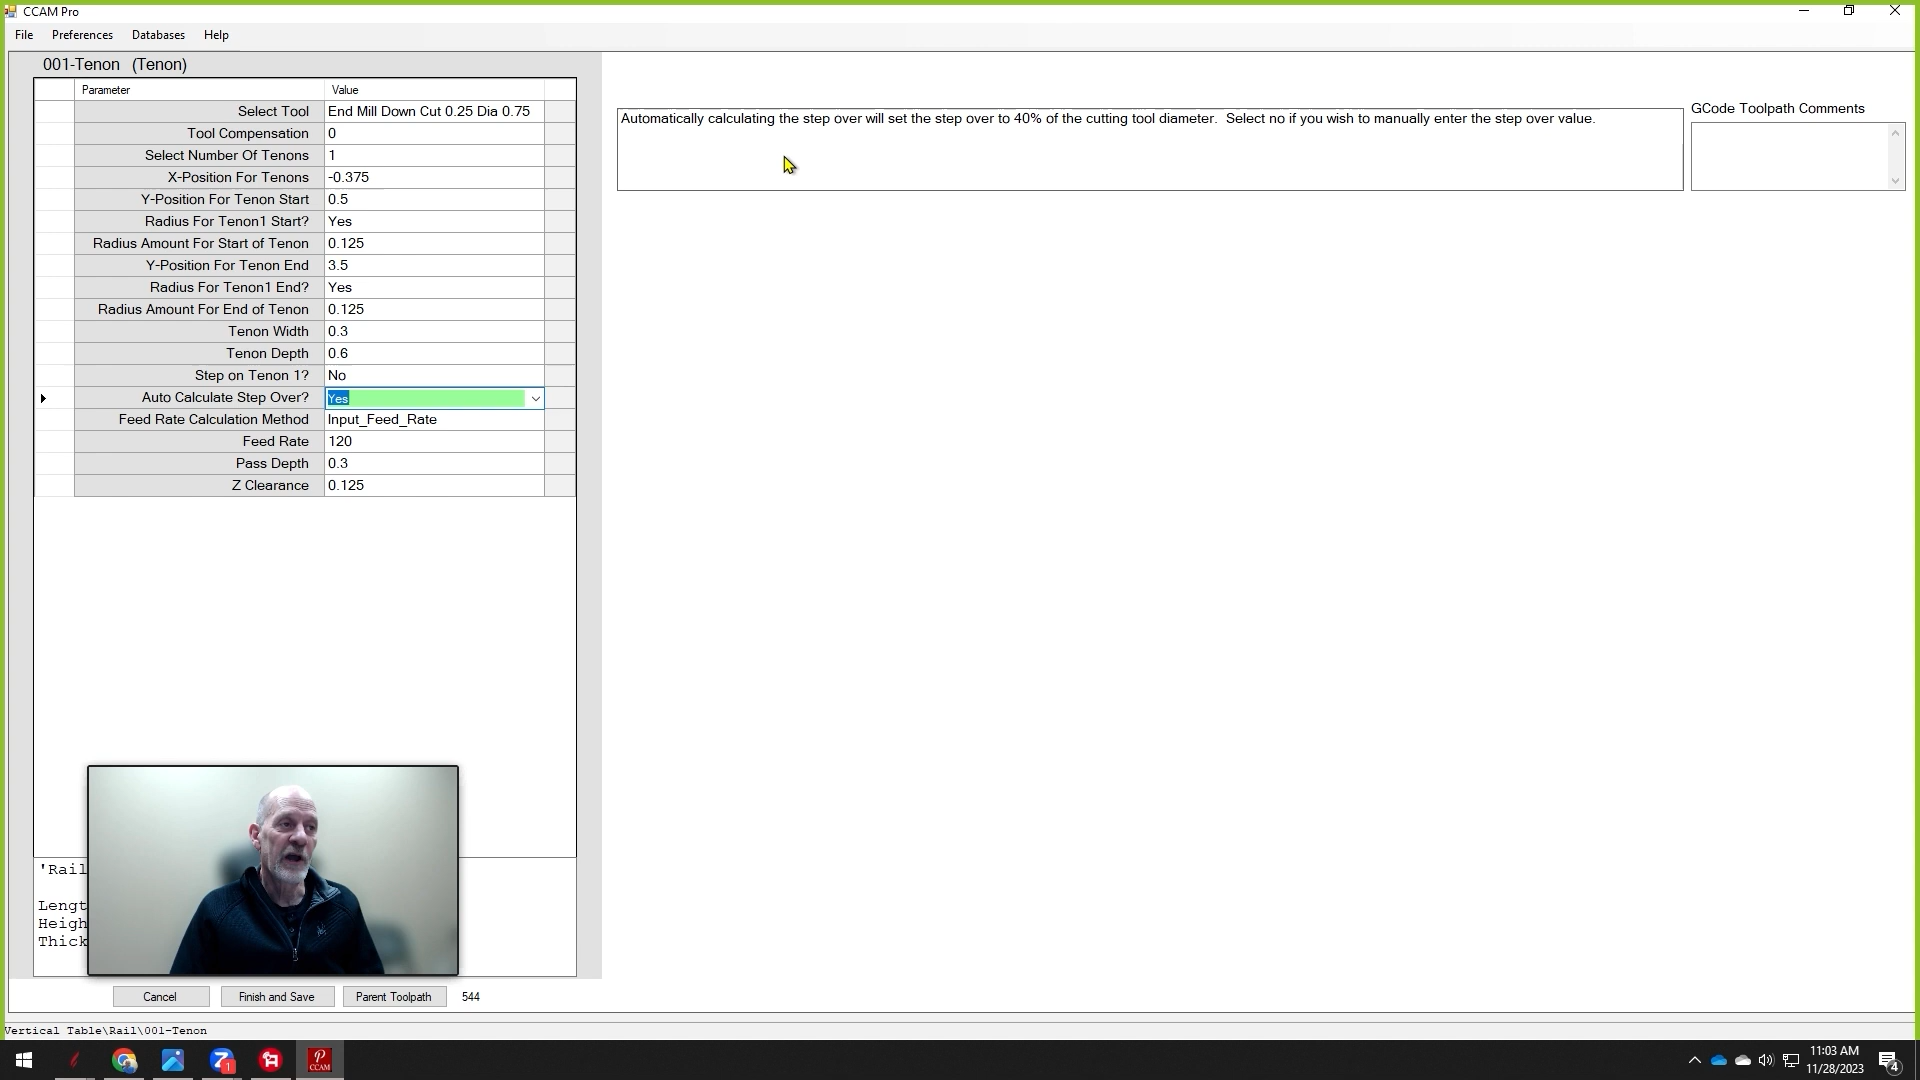 CCAM Pro
File Preferences Databases Help
001-Tenon (Tenon)
Parameter Value
Select Tool End Mill Down Cut 0.25 Dia 0.75
Tool Compensation 0
Select Number Of Tenons 1
X-Position For Tenons -0.375
Y-Position For Tenon Start 0.5
Radius For Tenon1 Start? Yes
Radius Amount For Start of Tenon 0.125
Y-Position For Tenon End 3.5
Radius For Tenon1 End? Yes
Radius Amount For End of Tenon 0.125
Tenon Width 0.3
Tenon Depth 0.6
Step on Tenon 1? No
Auto Calculate Step Over? Yes
Feed Rate Calculation Method Input_Feed_Rate
Feed Rate 120
Pass Depth 0.3
Z Clearance 0.125
Automatically calculating the step over will set the step over to 40% of the cutting tool diameter. Select no if you wish to manually enter the step over value.
GCode Toolpath Comments
'Rail
Lengt
Heigh
Thick
Cancel Finish and Save Parent Toolpath 544
Vertical Table\Rail\001-Tenon
Z 1
P
CCAM
11:03 AM
11/28/2023
4